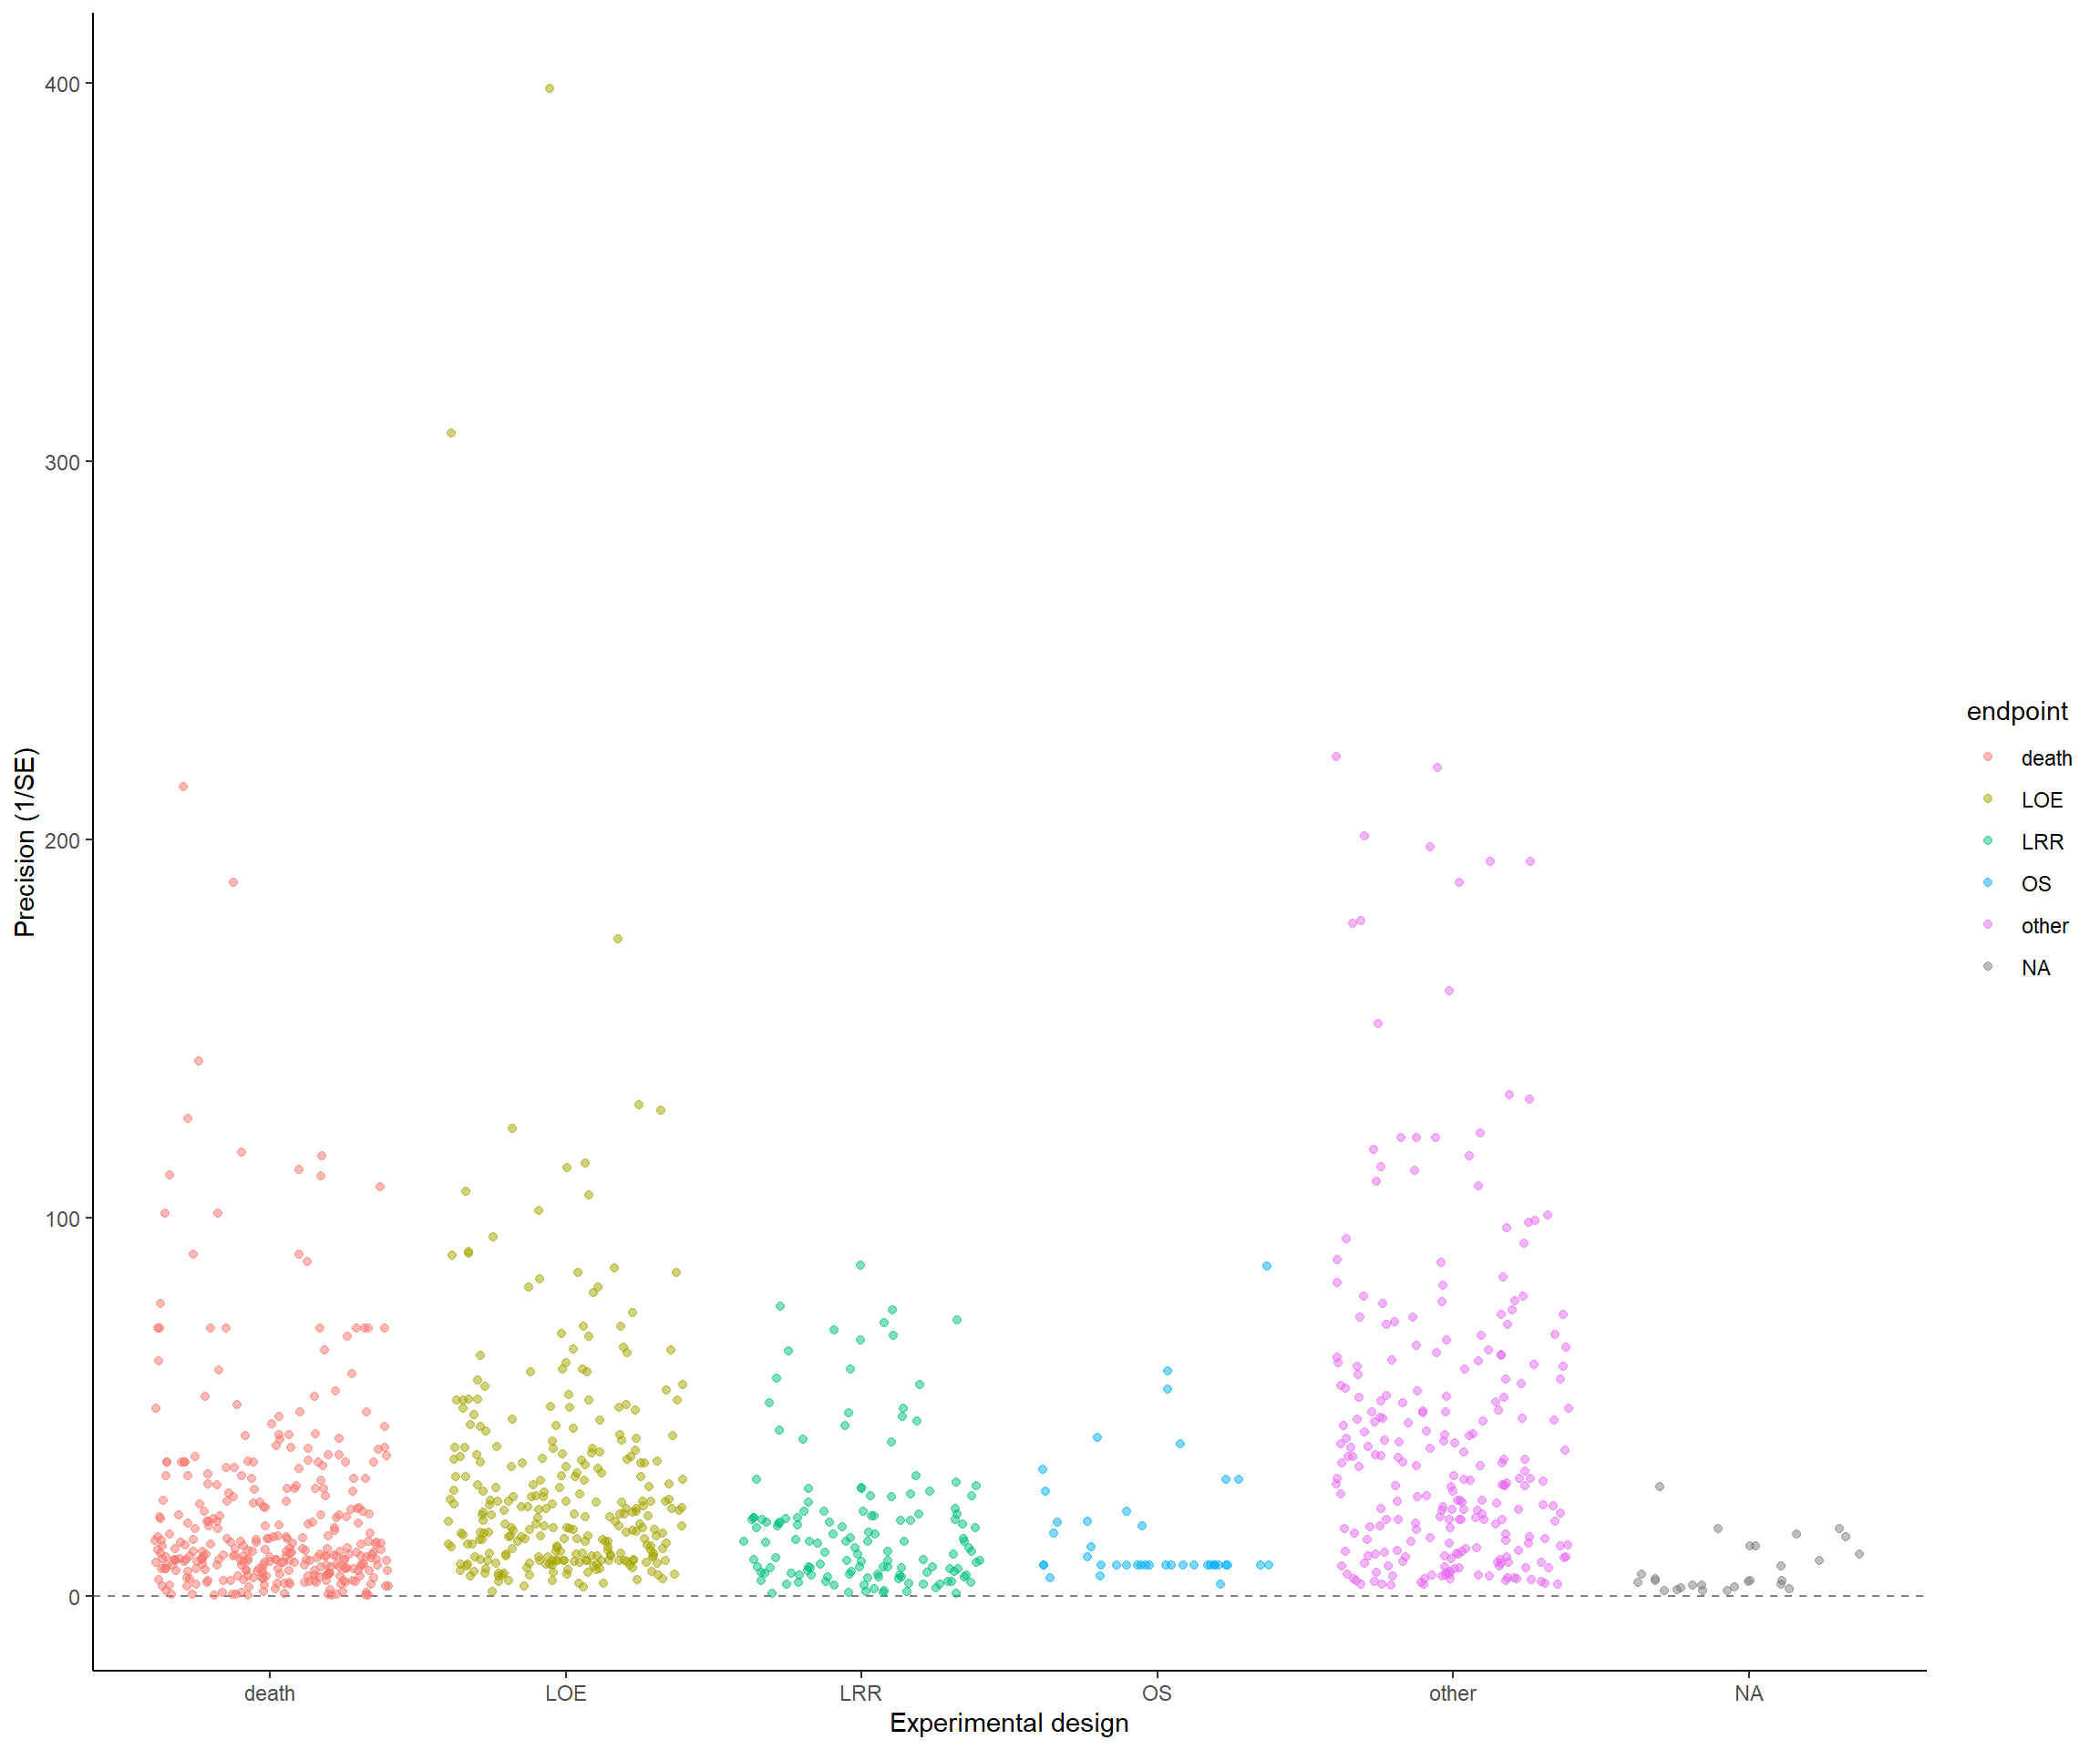 400
300
200
100
0
Precision (1/SE)
death
LOE
LRR
OS
other
NA
Experimental design
endpoint
death
LOE
LRR
OS
other
NA